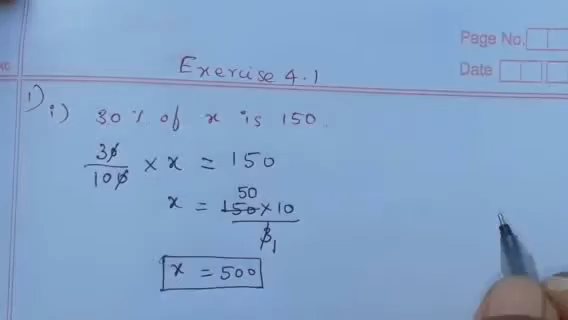 Page No.
Date
Exercise 4.1
1) i) 30% of x is 150.
30/100 × x = 150
50
x = 150 × 10
3 1
x = 500